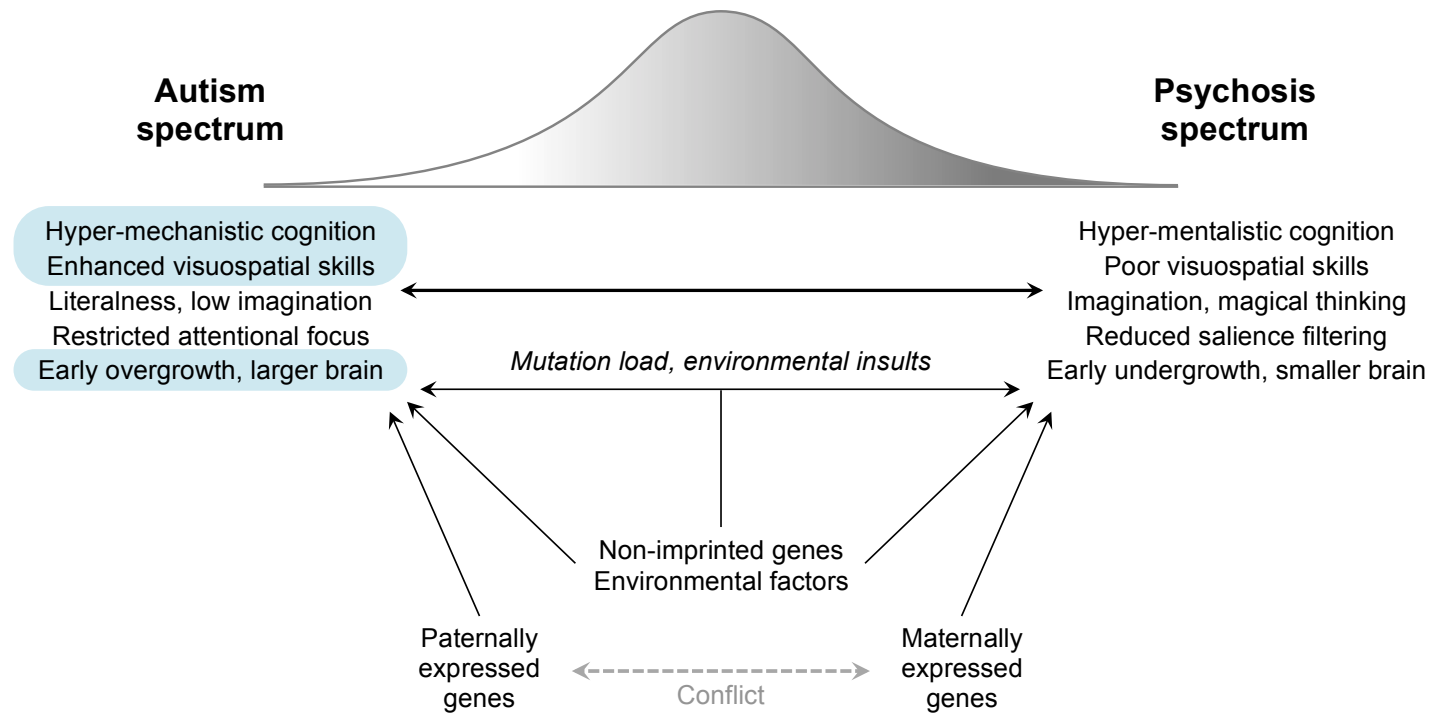 Autism
spectrum
Psychosis
spectrum
Hyper-mechanistic cognition
Enhanced visuospatial skills
Literalness, low imagination
Restricted attentional focus
Early overgrowth, larger brain
Hyper-mentalistic cognition
Poor visuospatial skills
Imagination, magical thinking
Reduced salience filtering
Early undergrowth, smaller brain
Mutation load, environmental insults
Non-imprinted genes
Environmental factors
Paternally
expressed
genes
Conflict
Maternally
expressed
genes